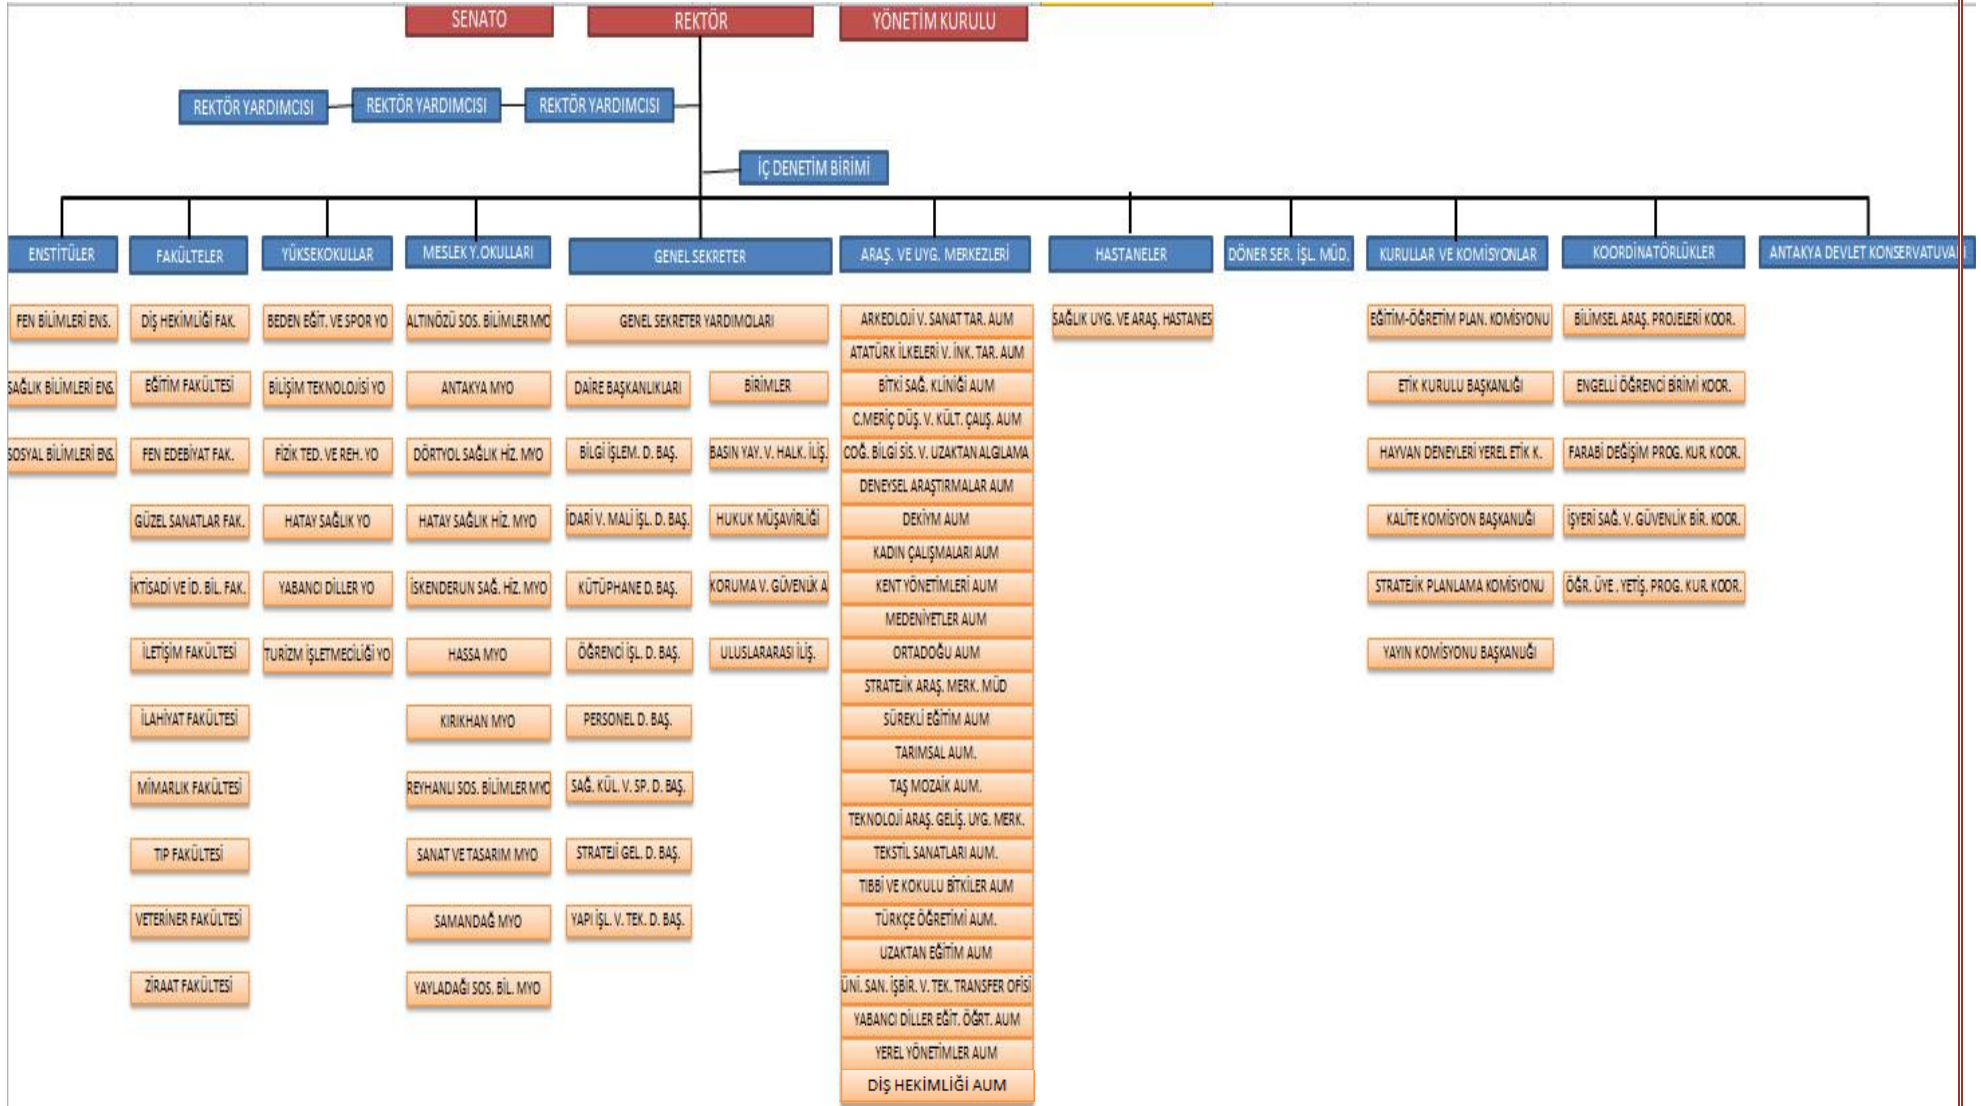 SENATO
REKTÖR
YÖNETİM KURULU
REKTÖR YARDIMCISI
REKTÖR YARDIMCISI
REKTÖR YARDIMCISI
İÇ DENETİM BİRİMİ
ENSTİTÜLER
FAKÜLTELER
YÜKSEKOKULLAR
MESLEK Y. OKULLARI
GENEL SEKRETER
ARAŞ. VE UYG. MERKEZLERİ
HASTANELER
DÖNER SER. İŞL. MÜD.
KURULLAR VE KOMİSYONLAR
KOORDİNATÖRLÜKLER
ANTAKYA DEVLET KONSERVATUVARI
FEN BİLİMLERİ ENS.
SAĞLIK BİLİMLERİ ENS.
SOSYAL BİLİMLERİ ENS.
DİŞ HEKİMLİĞİ FAK.
EĞİTİM FAKÜLTESİ
FEN EDEBİYAT FAK.
GÜZEL SANATLAR FAK.
İKTİSADİ VE İD. BİL. FAK.
İLETİŞİM FAKÜLTESİ
İLAHİYAT FAKÜLTESİ
MİMARLIK FAKÜLTESİ
TIP FAKÜLTESİ
VETERİNER FAKÜLTESİ
ZİRAAT FAKÜLTESİ
BEDEN EĞİT. VE SPOR YO
BİLİŞİM TEKNOLOJİSİ YO
FİZİK TED. VE REH. YO
HATAY SAĞLIK YO
YABANCI DİLLER YO
TURİZM İŞLETMECİLİĞİ YO
ALTINÖZÜ SOS. BİLİMLER MYO
ANTAKYA MYO
DÖRTYOL SAĞLIK HİZ. MYO
HATAY SAĞLIK HİZ. MYO
İSKENDERUN SAĞ. HİZ. MYO
HASSA MYO
KIRIKHAN MYO
REYHANLI SOS. BİLİMLER MYO
SANAT VE TASARIM MYO
SAMANDAĞ MYO
YAYLADAĞI SOS. BİL. MYO
GENEL SEKRETER YARDIMCILARI
DAİRE BAŞKANLIKLARI
BİLGİ İŞLEM. D. BAŞ.
İDARİ V. MALİ İŞL. D. BAŞ.
KÜTÜPHANE D. BAŞ.
ÖĞRENCİ İŞL. D. BAŞ.
PERSONEL D. BAŞ.
SAĞ. KÜL. V. SP. D. BAŞ.
STRATEJİ GEL. D. BAŞ.
YAPI İŞL. V. TEK. D. BAŞ.
BİRİMLER
BASIN YAY. V. HALK. İLİŞ.
HUKUK MÜŞAVİRLİĞİ
KORUMA V. GÜVENLİK A
ULUSLARARASI İLİŞ.
ARKEOLOJİ V. SANAT TAR. AUM
ATATÜRK İLKELERİ V. İNK. TAR. AUM
BİTKİ SAĞ. KLİNİĞİ AUM
C.MERİÇ DÜŞ. V. KÜLT. ÇALIŞ. AUM
COĞ. BİLGİ SİS. V. UZAKTAN ALGILAMA
DENEYSEL ARAŞTIRMALAR AUM
DEKİYM AUM
KADIN ÇALIŞMALARI AUM
KENT YÖNETİMLERİ AUM
MEDENİYETLER AUM
ORTADOĞU AUM
STRATEJİK ARAŞ. MERK. MÜD
SÜREKLİ EĞİTİM AUM
TARIMSAL AUM.
TAŞ MOZAİK AUM.
TEKNOLOJİ ARAŞ. GELİŞ. UYG. MERK.
TEKSTİL SANATLARI AUM.
TIBBİ VE KOKULU BİTKİLER AUM
TÜRKÇE ÖĞRETİMİ AUM.
UZAKTAN EĞİTİM AUM
ÜNİ. SAN. İŞBİR. V. TEK. TRANSFER OFİSİ
YABANCI DİLLER EĞİT. ÖĞRT. AUM
YEREL YÖNETİMLER AUM
DİŞ HEKİMLİĞİ AUM
SAĞLIK UYG. VE ARAŞ. HASTANES
EĞİTİM-ÖĞRETİM PLAN. KOMİSYONU
ETİK KURULU BAŞKANLIĞI
HAYVAN DENEYLERİ YEREL ETİK K.
KALİTE KOMİSYON BAŞKANLIĞI
STRATEJİK PLANLAMA KOMİSYONU
YAYIN KOMİSYONU BAŞKANLIĞI
BİLİMSEL ARAŞ. PROJELERİ KOOR.
ENGELLİ ÖĞRENCİ BİRİMİ KOOR.
FARABİ DEĞİŞİM PROG. KUR. KOOR.
İŞYERİ SAĞ. V. GÜVENLİK BİR. KOOR.
ÖĞR. ÜYE . YETİŞ. PROG. KUR. KOOR.